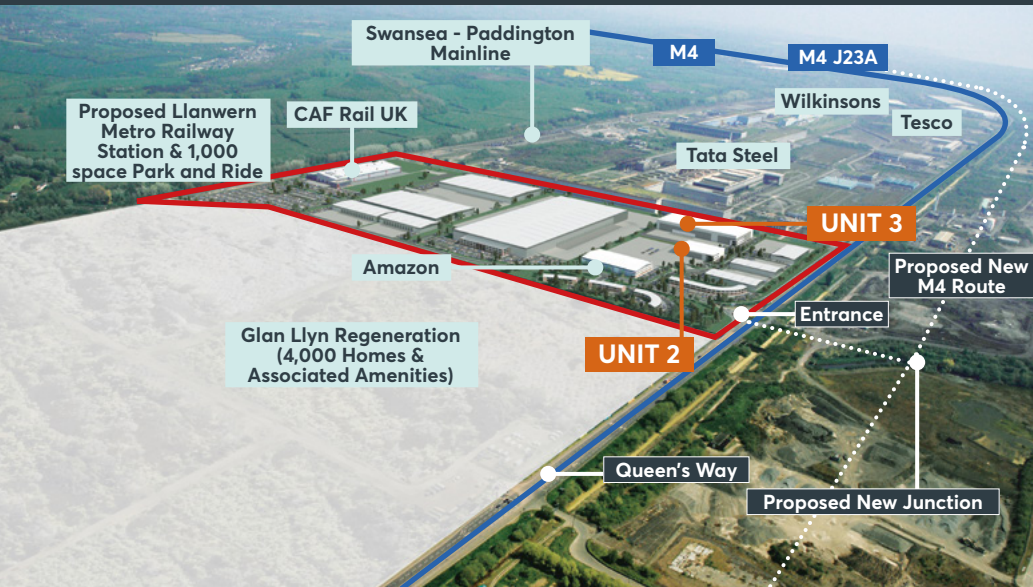 Swansea - Paddington
Mainline
M4
M4 J23A
Proposed Llanwern
Metro Railway
Station & 1,000
space Park and Ride
CAF Rail UK
Wilkinsons
Tesco
Tata Steel
UNIT 3
Amazon
Proposed New
M4 Route
Entrance
Glan Llyn Regeneration
(4,000 Homes &
Associated Amenities)
UNIT 2
Queen's Way
Proposed New Junction